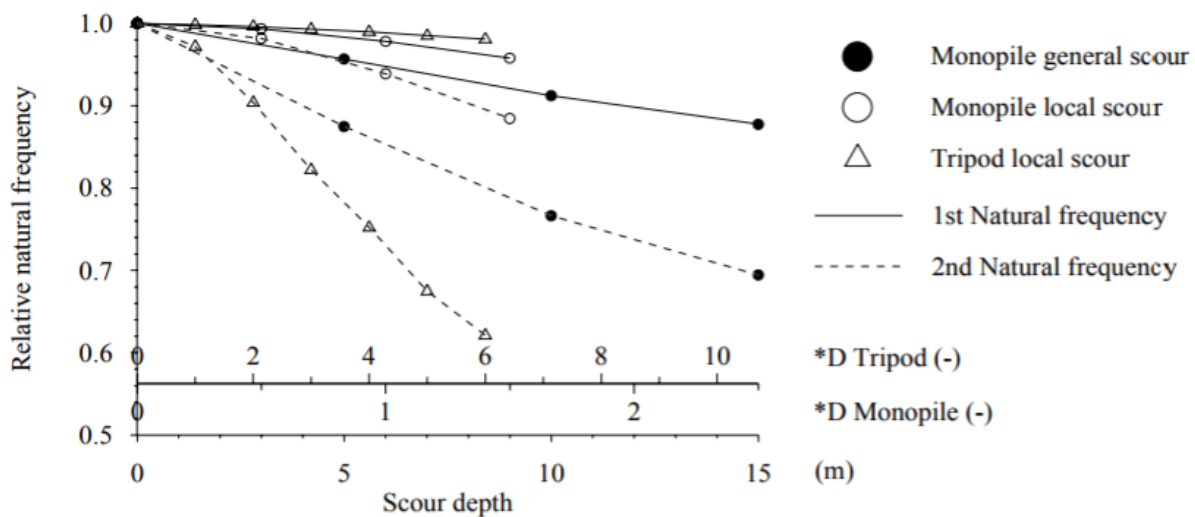 Relative natural frequency
1.0
0.9
0.8
0.7
0.6
0.5
0 2 4 6 8 10 *D Tripod (-)
0 1 2 *D Monopile (-)
0 5 10 15 (m)
Scour depth
Monopile general scour
Monopile local scour
Tripod local scour
1st Natural frequency
2nd Natural frequency